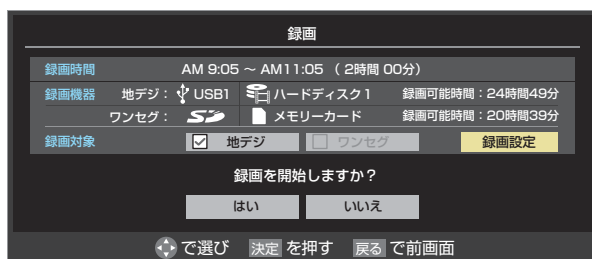 録画
録画時間 AM 9:05 ～ AM11:05 （ 2時間 00分）
録画機器 地デジ： USB1 ハードディスク1 録画可能時間：24時間49分
ワンセグ： SD メモリーカード 録画可能時間：20時間39分
録画対象 地デジ ワンセグ 録画設定
録画を開始しますか？
はい いいえ
で選び 決定 を押す 戻る で前画面